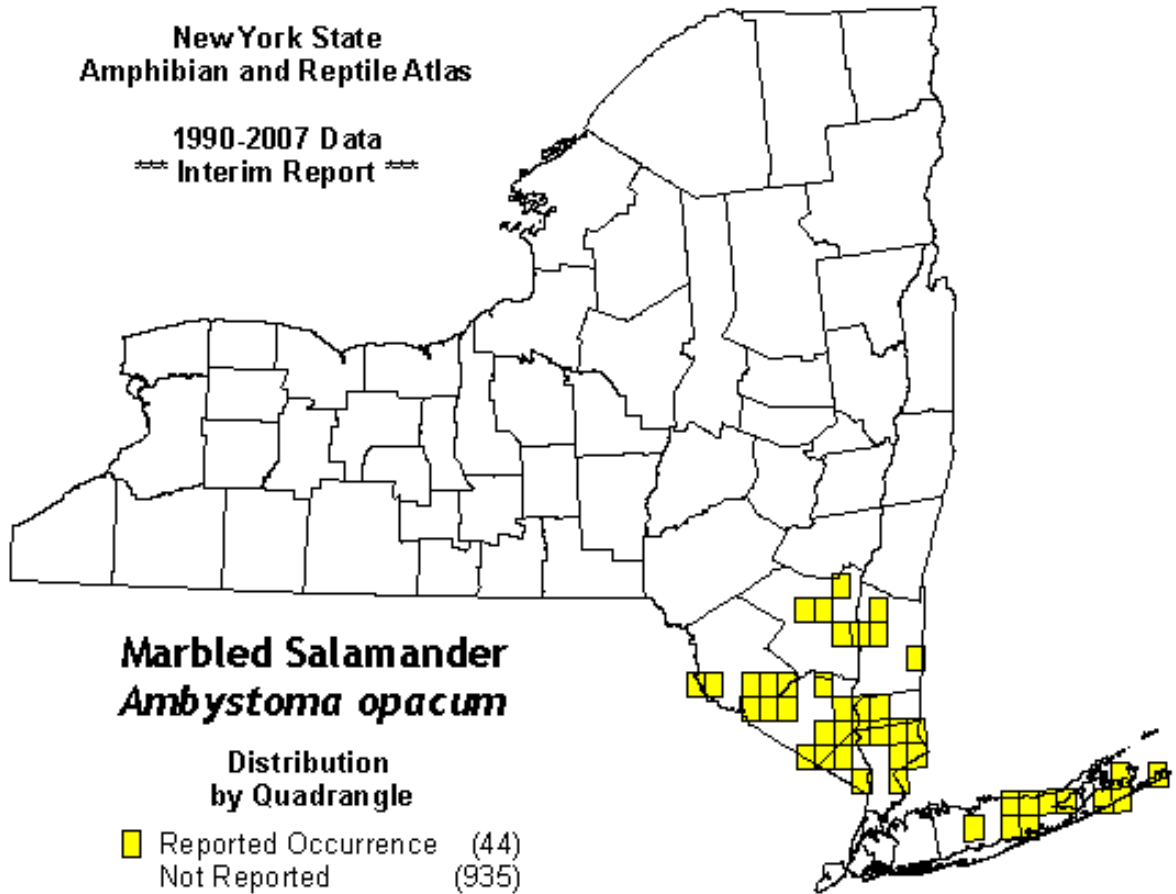 New York State
Amphibian and Reptile Atlas
1990-2007 Data
*** Interim Report ***
Marbled Salamander
Ambystoma opacum
Distribution
by Quadrangle
Reported Occurrence (44)
Not Reported (935)